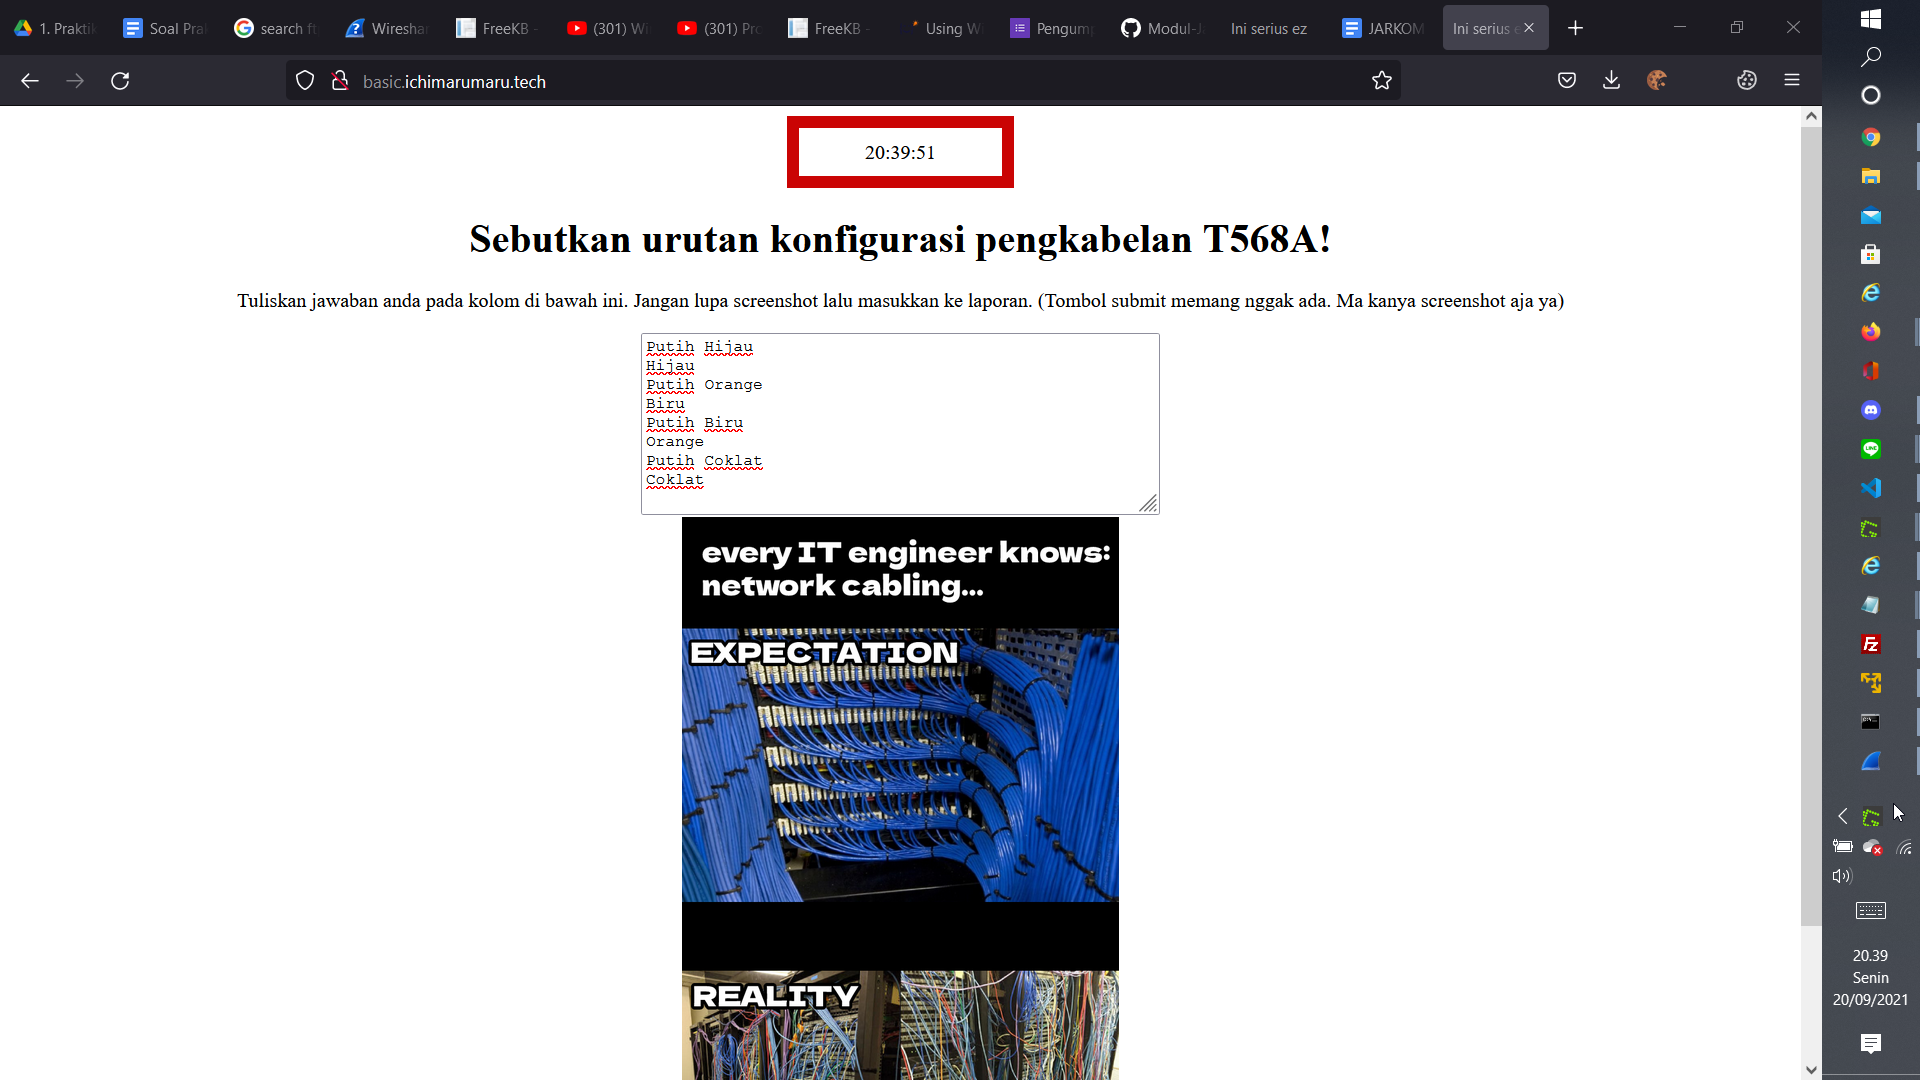 1. Prakti
Soal Pra
search ft
Wiresha
FreeKB -
(301) Wi
(301) Pr
FreeKB -
Using W
Pengum
Modul-J
Ini serius ez
JARKOM
Ini serius e
basic.ichimarumaru.tech
20:39:51
Sebutkan urutan konfigurasi pengkabelan T568A!
Tuliskan jawaban anda pada kolom di bawah ini. Jangan lupa screenshot lalu masukkan ke laporan. (Tombol submit memang nggak ada. Ma kanya screenshot aja ya)
Putih Hijau
Hijau
Putih Orange
Biru
Putih Biru
Orange
Putih Coklat
Coklat
every IT engineer knows:
network cabling...
EXPECTATION
REALITY
20.39
Senin
20/09/2021